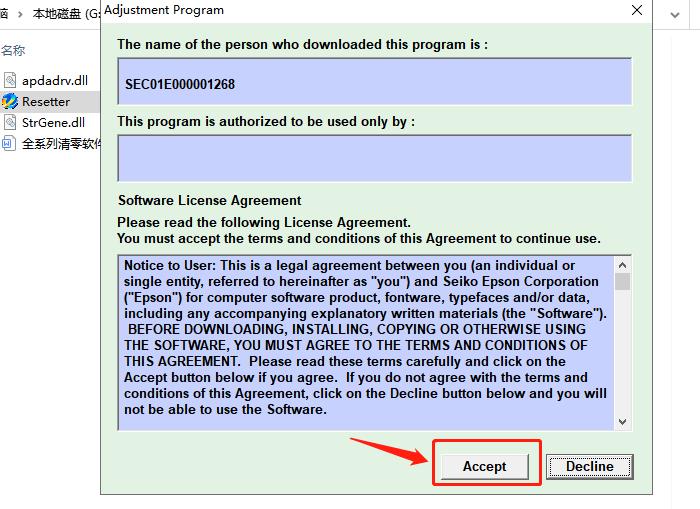 脑 > 本地磁盘 (G:
名称
apdadrv.dll
Resetter
StrGene.dll
全系列清零软件
Adjustment Program
The name of the person who downloaded this program is :
SEC01E000001268
This program is authorized to be used only by :
Software License Agreement
Please read the following License Agreement.
You must accept the terms and conditions of this Agreement to continue use.
Notice to User: This is a legal agreement between you (an individual or
single entity, referred to hereinafter as "you") and Seiko Epson Corporation
("Epson") for computer software product, fontware, typefaces and/or data,
including any accompanying explanatory written materials (the "Software").
BEFORE DOWNLOADING, INSTALLING, COPYING OR OTHERWISE USING
THE SOFTWARE, YOU MUST AGREE TO THE TERMS AND CONDITIONS OF
THIS AGREEMENT.  Please read these terms carefully and click on the
Accept button below if you agree.  If you do not agree with the terms and
conditions of this Agreement, click on the Decline button below and you will
not be able to use the Software.
Accept
Decline